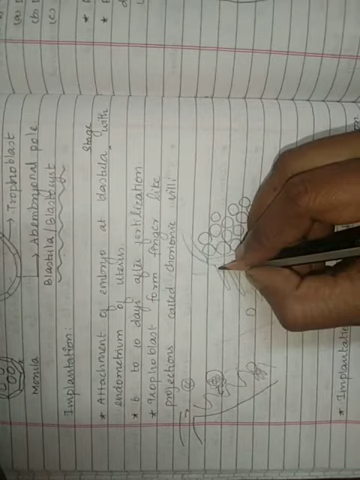 Trophoblast
Abembryonal pole
Morula
Blastula/Blastocyst
Implantation:
* Attachment of embryo at blastula stage with
endometrium of uterus.
* 6 to 10 days after fertilization
* Trophoblast form finger like
projections called chorionic villi
* Implantati